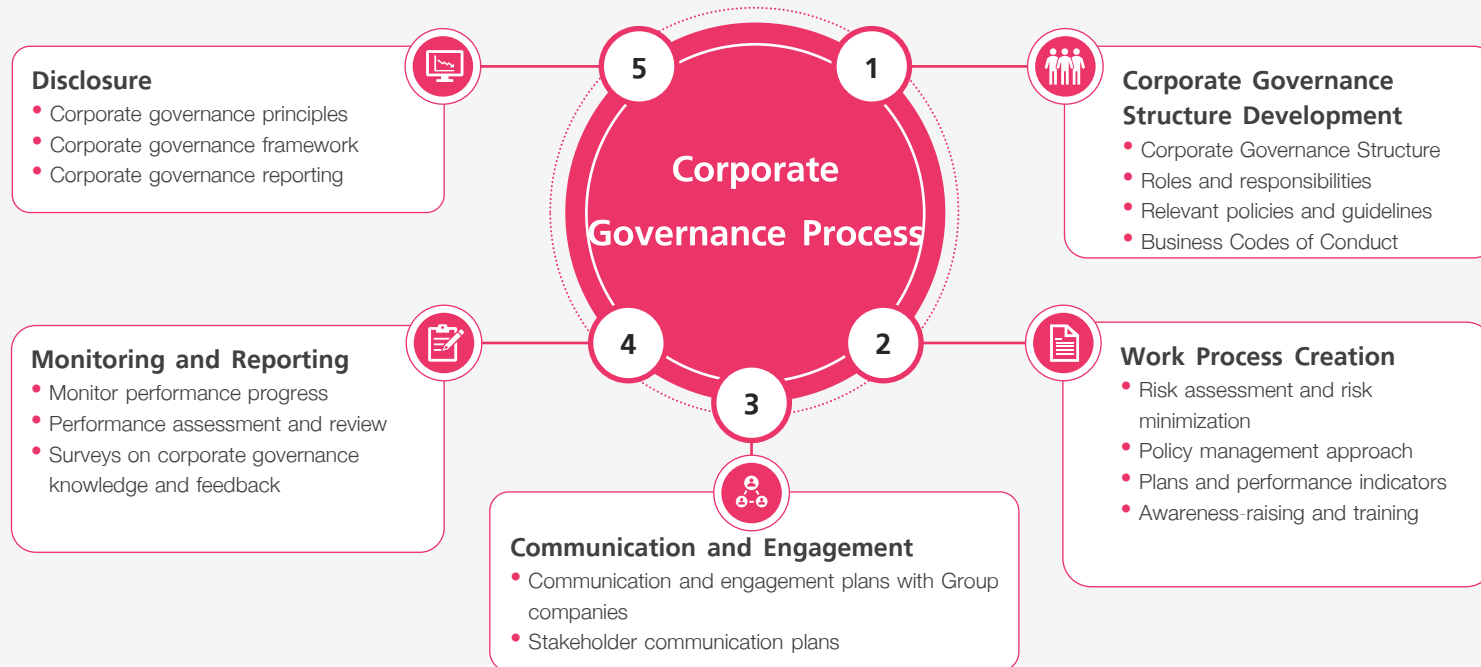 Corporate
Governance Process
1
Corporate Governance
Structure Development
• Corporate Governance Structure
• Roles and responsibilities
• Relevant policies and guidelines
• Business Codes of Conduct
2
Work Process Creation
• Risk assessment and risk
minimization
• Policy management approach
• Plans and performance indicators
• Awareness-raising and training
3
Communication and Engagement
• Communication and engagement plans with Group
companies
• Stakeholder communication plans
4
Monitoring and Reporting
• Monitor performance progress
• Performance assessment and review
• Surveys on corporate governance
knowledge and feedback
5
Disclosure
• Corporate governance principles
• Corporate governance framework
• Corporate governance reporting